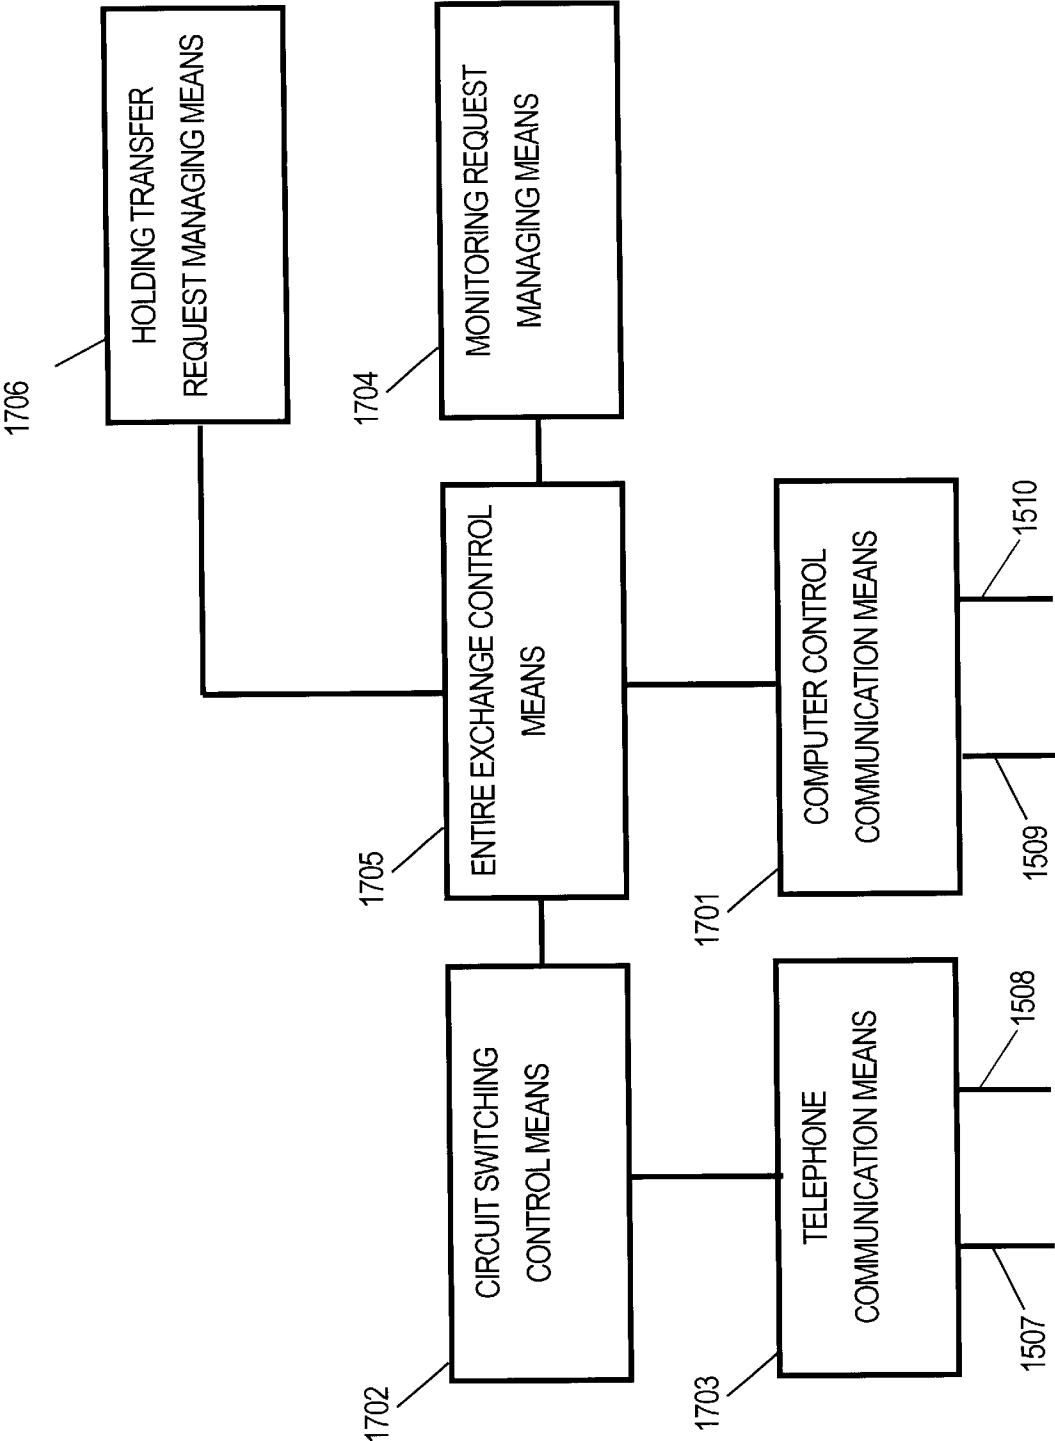 1706
HOLDING TRANSFER
REQUEST MANAGING MEANS
1702
CIRCUIT SWITCHING
CONTROL MEANS
1705
ENTIRE EXCHANGE CONTROL
MEANS
1704
MONITORING REQUEST
MANAGING MEANS
1703
TELEPHONE
COMMUNICATION MEANS
1701
COMPUTER CONTROL
COMMUNICATION MEANS
1507
1508
1509
1510